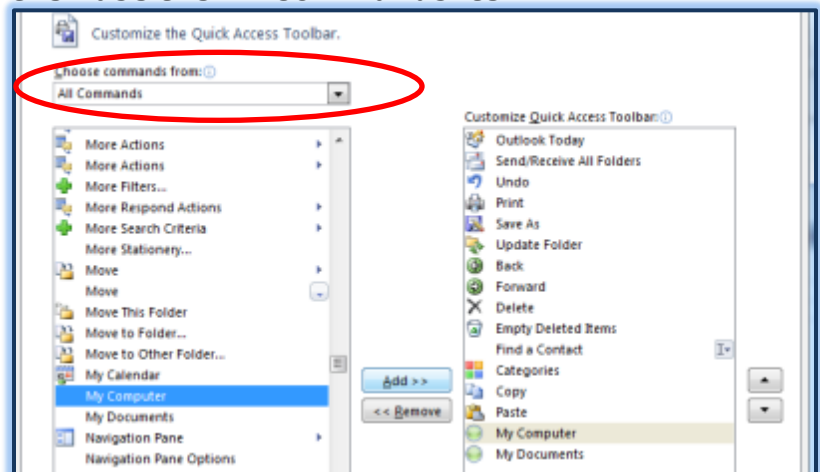 Customize the Quick Access Toolbar.
Choose commands from:
All Commands
More Actions
More Actions
More Filters...
More Respond Actions
More Search Criteria
More Stationery...
Move
Move
Move This Folder
Move to Folder...
Move to Other Folder...
My Calendar
My Computer
My Documents
Navigation Pane
Navigation Pane Options
Add >>
<< Remove
Customize Quick Access Toolbar:
Outlook Today
Send/Receive All Folders
Undo
Print
Save As
Update Folder
Back
Forward
Delete
Empty Deleted Items
Find a Contact
Categories
Copy
Paste
My Computer
My Documents